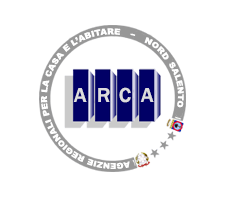 AGENZIE REGIONALI PER LA CASA E L'ABITARE – NORD SALENTO
ARCA